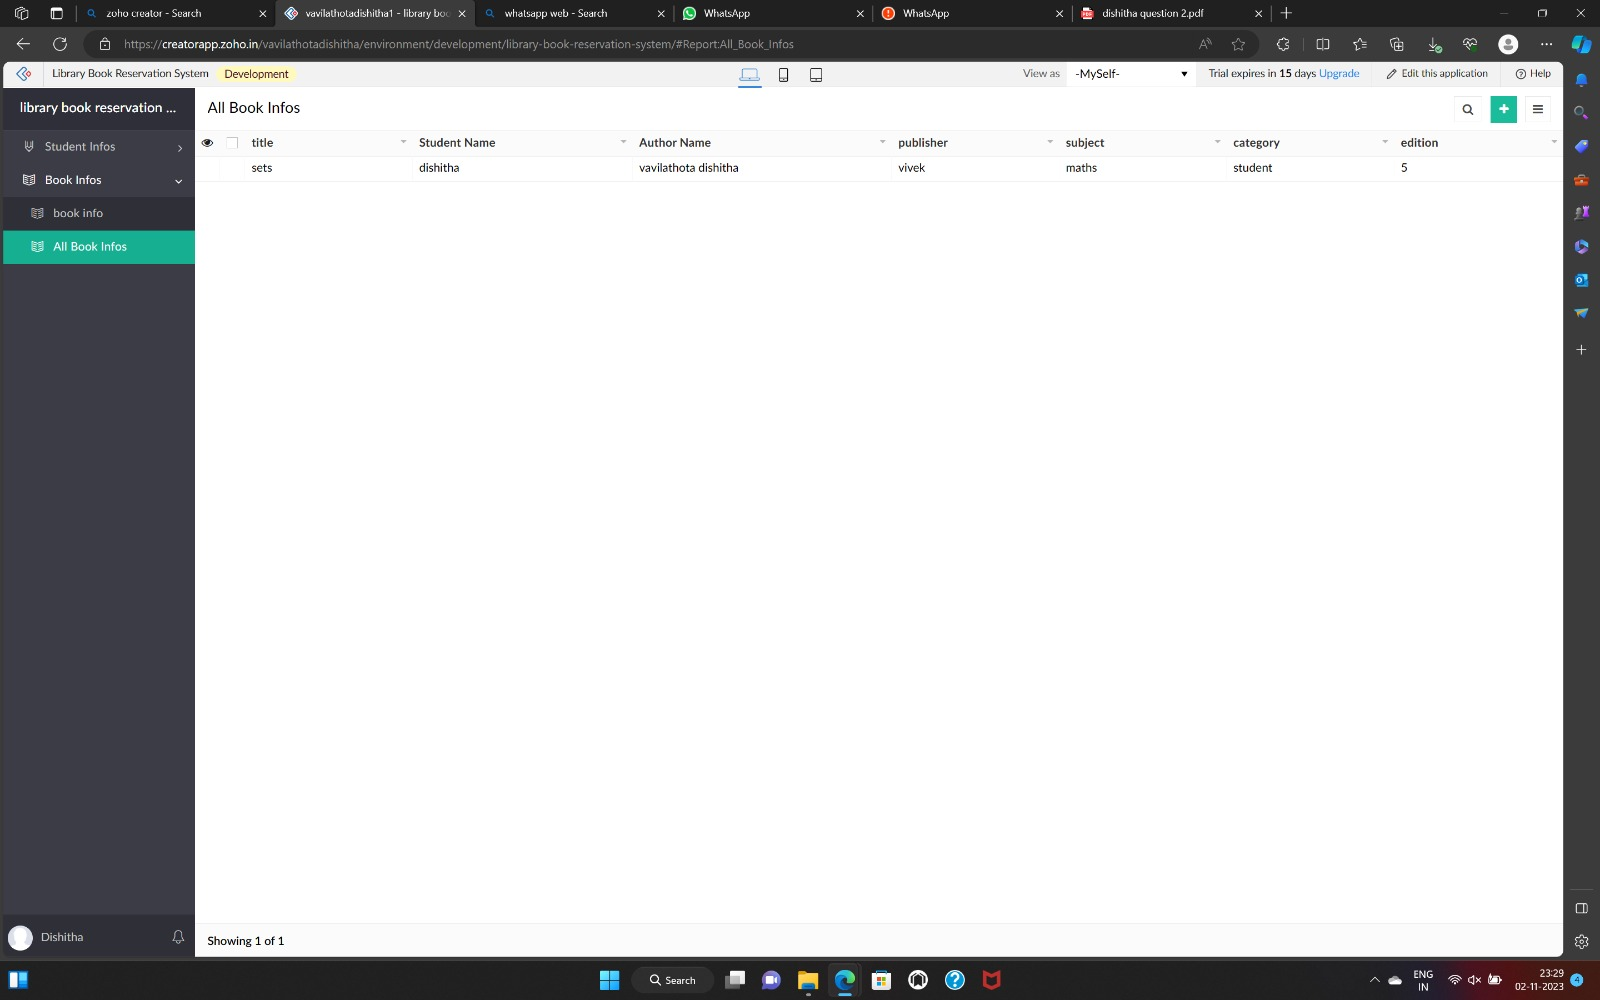 zoho creator - Search
vavilathotadishitha1 - library boo
whatsapp web - Search
WhatsApp
WhatsApp
dishitha question 2.pdf
https://creatorapp.zoho.in/vavilathotadishitha/environment/development/library-book-reservation-system/#Report:All_Book_Infos
Library Book Reservation System Development
View as -MySelf- Trial expires in 15 days Upgrade Edit this application Help
library book reservation ...
All Book Infos
Student Infos
Book Infos
book info
All Book Infos
title Student Name Author Name publisher subject category edition
sets dishitha vavilathota dishitha vivek maths student 5
Dishitha
Showing 1 of 1
Search
ENG
IN
23:29
02-11-2023
4